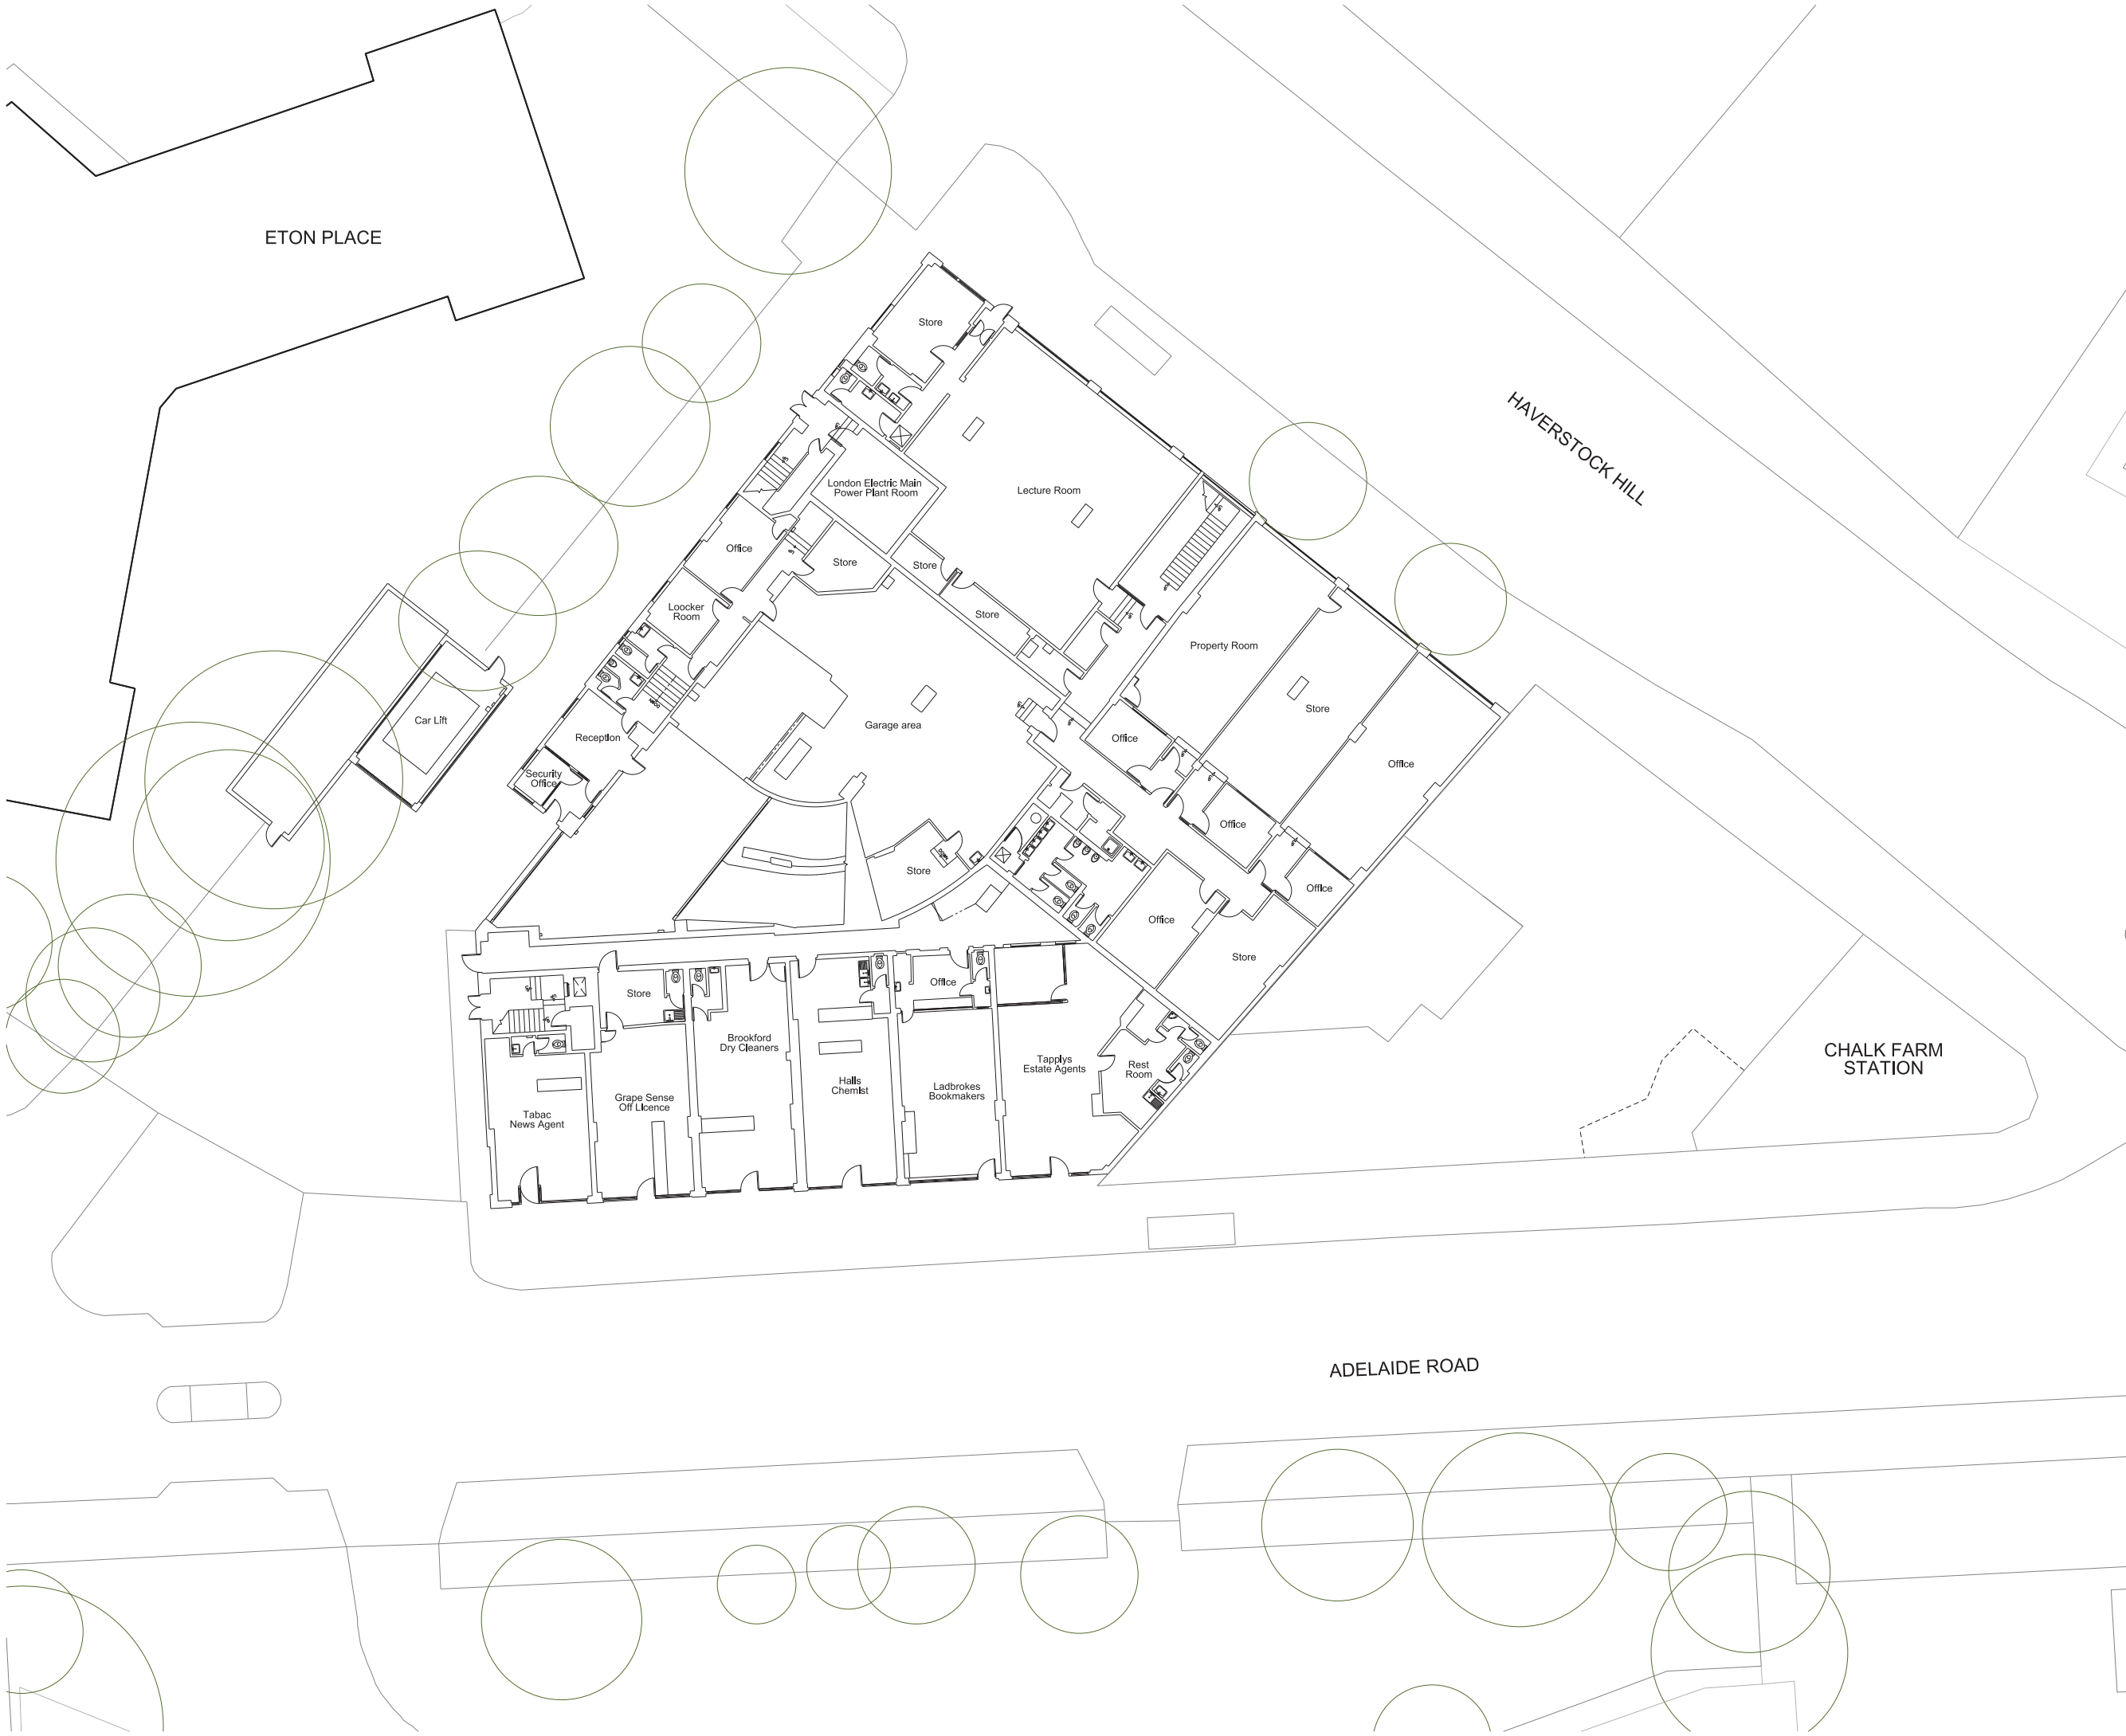 ETON PLACE
HAVERSTOCK HILL
Store
London Electric Main
Power Plant Room
Lecture Room
Office
Store
Store
Store
Loocker
Room
Property Room
Store
Car Lift
Reception
Garage area
Office
Office
Security
Office
Office
Store
Office
Office
Store
Store
Office
Brookford
Dry Cleaners
Tapplys
Estate Agents
Rest
Room
CHALK FARM
STATION
Halls
Chemist
Ladbrokes
Bookmakers
Grape Sense
Off Licence
Tabac
News Agent
ADELAIDE ROAD